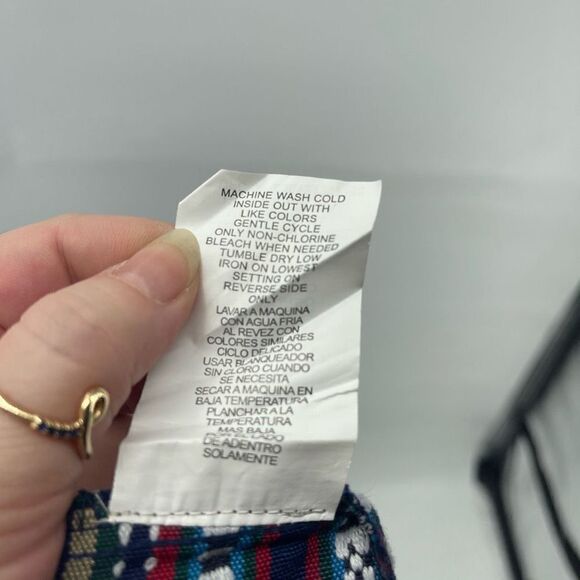 MACHINE WASH COLD
INSIDE OUT WITH
LIKE COLORS
GENTLE CYCLE
ONLY NON-CHLORINE
BLEACH WHEN NEEDED
TUMBLE DRY LOW
IRON ON LOWEST
SETTING ON
REVERSE SIDE
ONLY
LAVAR A MAQUINA
CON AGUA FRIA
AL REVEZ CON
COLORES SIMILARES
CICLO DELICADO
USAR BLANQUEADOR
SIN CLORO CUANDO
SE NECESITA
SECAR A MAQUINA EN
BAJA TEMPERATURA
PLANCHAR A LA
TEMPERATURA
MAS BAJA
POR EL LADO
DE ADENTRO
SOLAMENTE